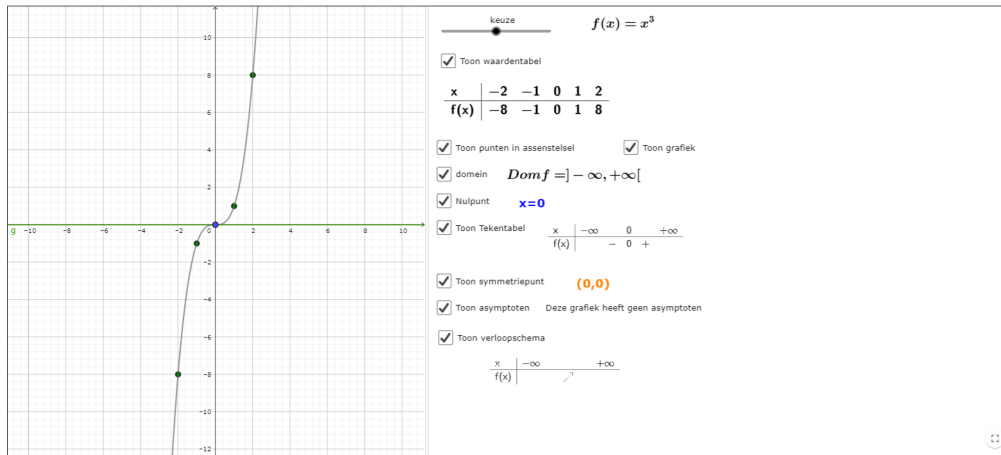 keuze
f(x) = x³
Toon waardentabel
x −2 −1 0 1 2
f(x) −8 −1 0 1 8
Toon punten in assenstelsel
Toon grafiek
domein
Domf =]−∞,+∞[
Nulpunt
x=0
Toon Tekentabel
x −∞ 0 +∞
f(x) − 0 +
Toon symmetriepunt
(0,0)
Toon asymptoten
Deze grafiek heeft geen asymptoten
Toon verloopschema
x −∞ +∞
f(x) ↗
10
8
6
4
2
g −10 −8 −6 −4 −2 0 2 4 6 8 10
−2
−4
−6
−8
−10
−12